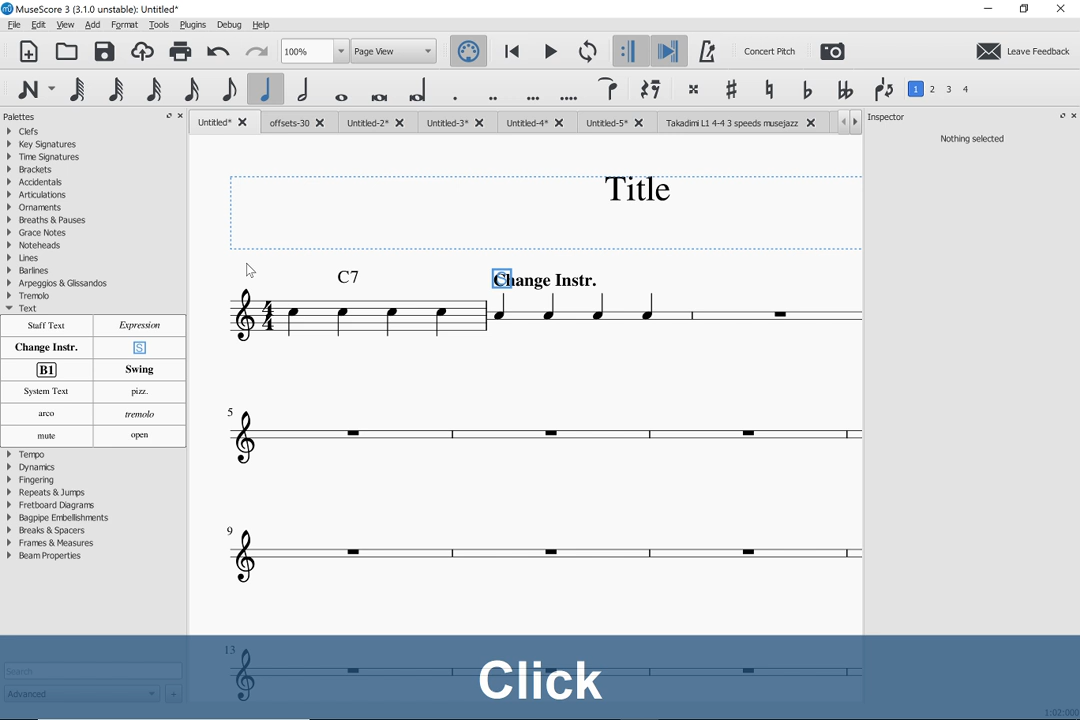 MuseScore 3 (3.1.0 unstable): Untitled*
File Edit View Add Format Tools Plugins Debug Help
100% Page View Concert Pitch Leave Feedback
1 2 3 4
Palettes
Clefs
Key Signatures
Time Signatures
Brackets
Accidentals
Articulations
Ornaments
Breaths & Pauses
Grace Notes
Noteheads
Lines
Barlines
Arpeggios & Glissandos
Tremolo
Text
Staff Text Expression
Change Instr. S
B1 Swing
System Text pizz.
arco tremolo
mute open
Tempo
Dynamics
Fingering
Repeats & Jumps
Fretboard Diagrams
Bagpipe Embellishments
Breaks & Spacers
Frames & Measures
Beam Properties
Search
Advanced +
Untitled* offsets-30 Untitled-2* Untitled-3* Untitled-4* Untitled-5* Takadimi L1 4-4 3 speeds musejazz
Title
C7 Change Instr.
4
4
5
9
13
Inspector
Nothing selected
Click
1:02:000